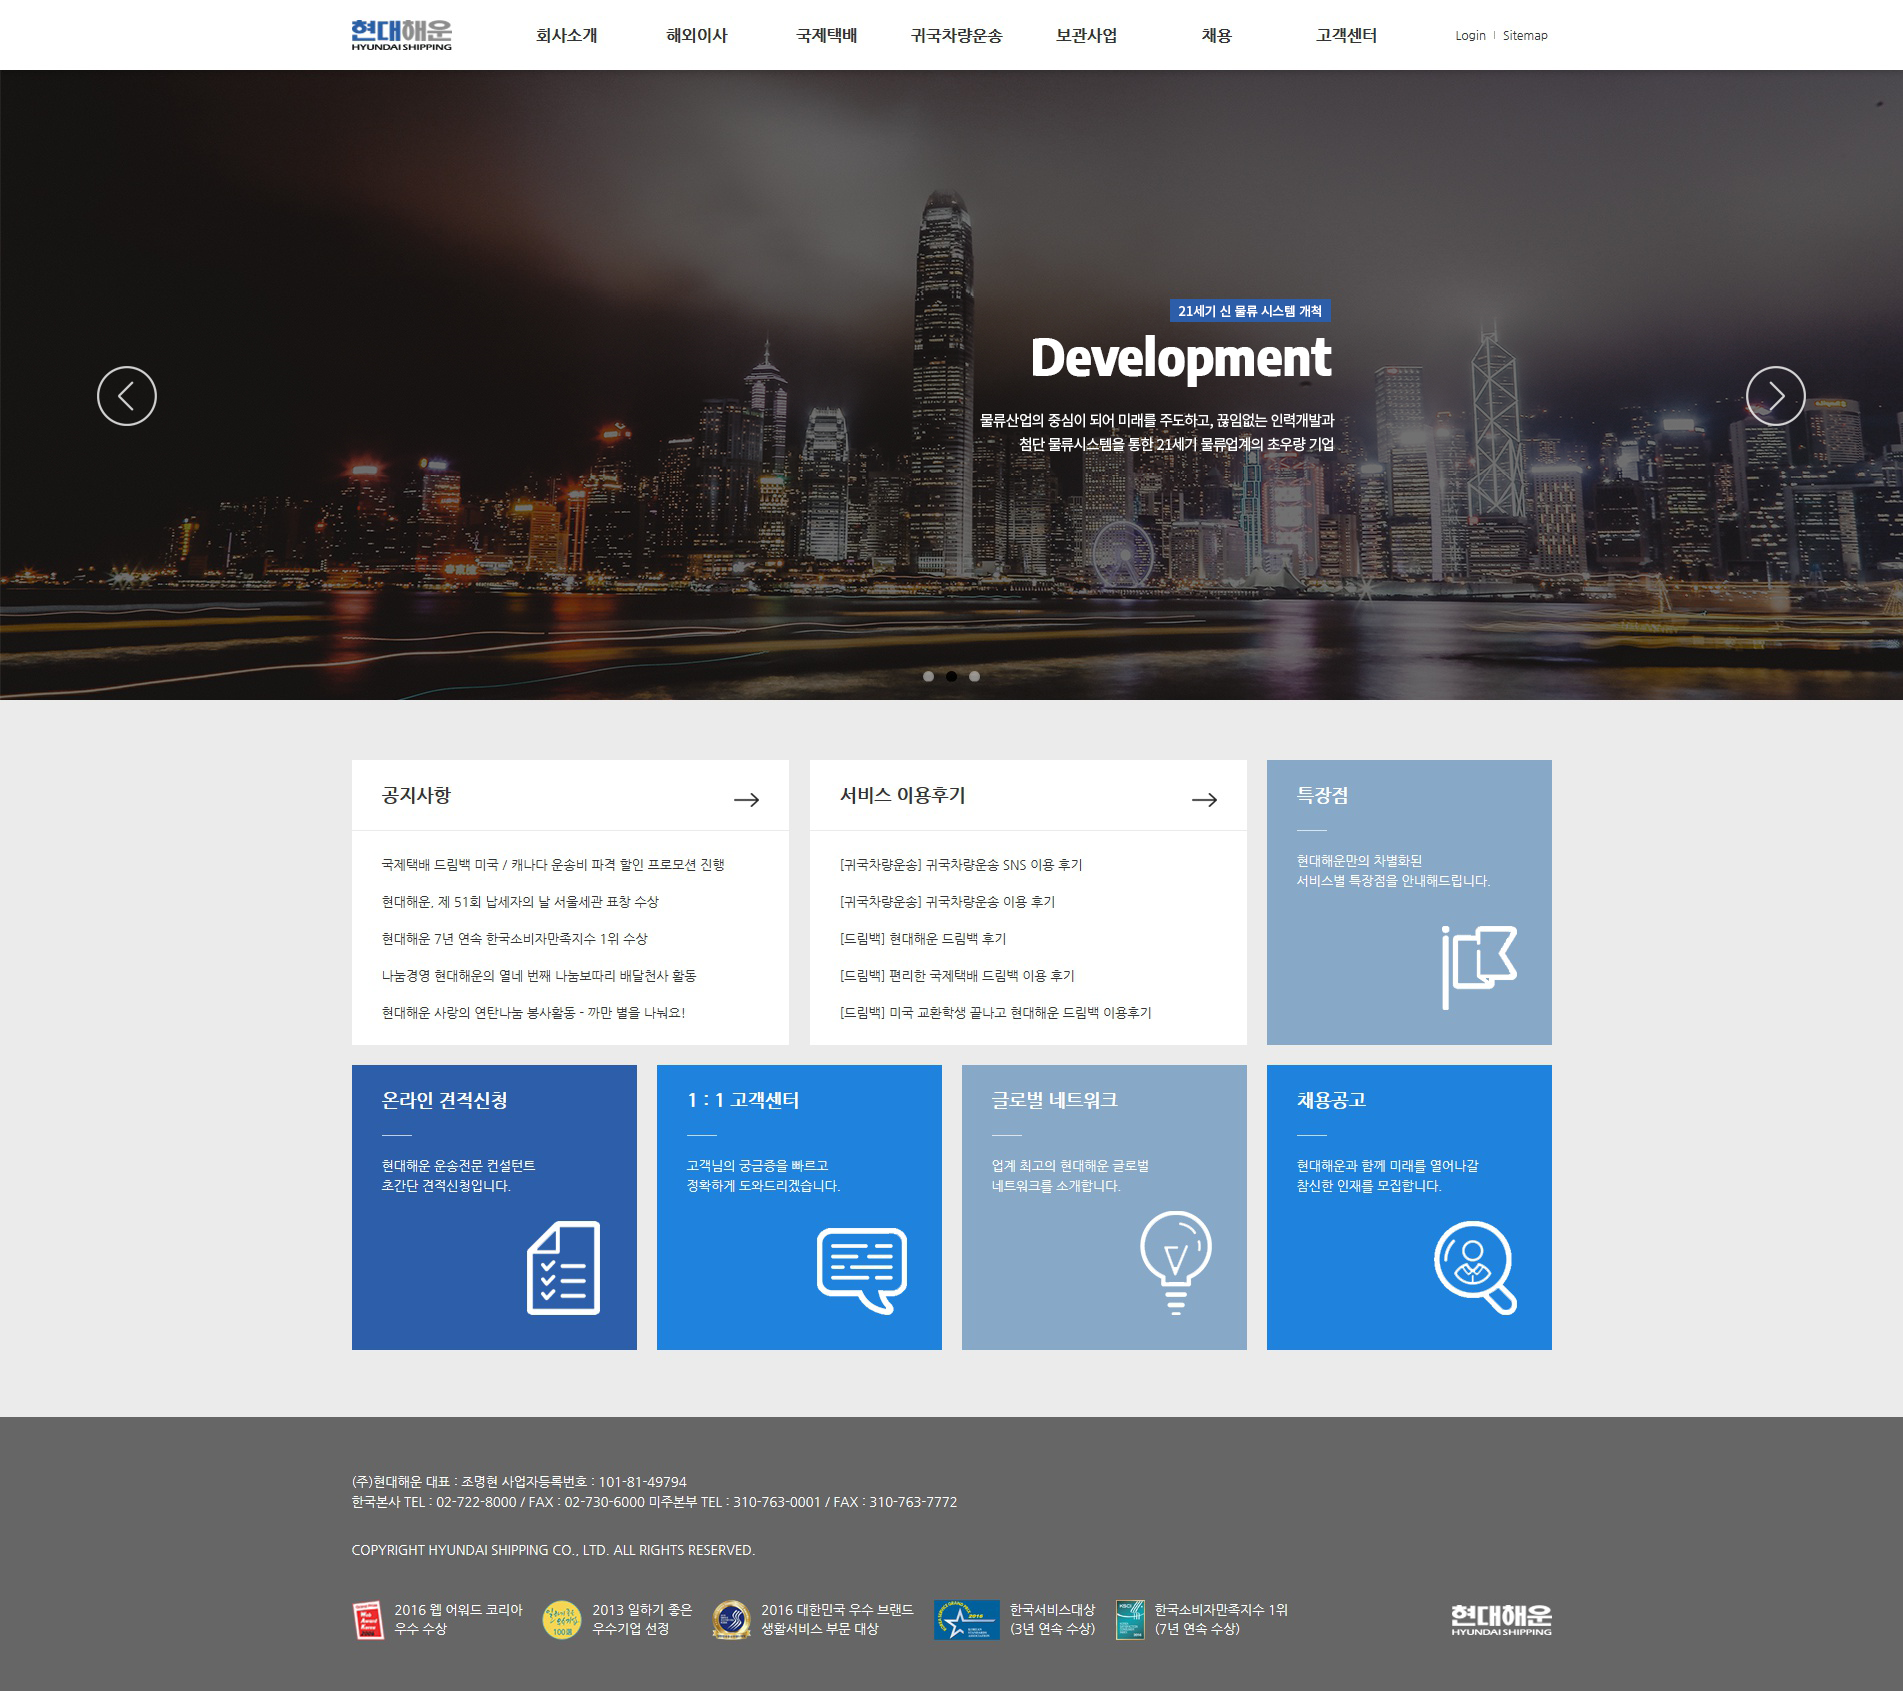 현대해운
HYUNDAI SHIPPING
회사소개
해외이사
국제택배
귀국차량운송
보관사업
채용
고객센터
Login
Sitemap
21세기 신 물류 시스템 개척
Development
물류산업의 중심이 되어 미래를 주도하고, 끊임없는 인력개발과
첨단 물류시스템을 통한 21세기 물류업계의 초우량 기업
공지사항
국제택배 드림백 미국 / 캐나다 운송비 파격 할인 프로모션 진행
현대해운, 제 51회 납세자의 날 서울세관 표창 수상
현대해운 7년 연속 한국소비자만족지수 1위 수상
나눔경영 현대해운의 열네 번째 나눔보따리 배달천사 활동
현대해운 사랑의 연탄나눔 봉사활동 - 까만 별을 나눠요!
서비스 이용후기
[귀국차량운송] 귀국차량운송 SNS 이용 후기
[귀국차량운송] 귀국차량운송 이용 후기
[드림백] 현대해운 드림백 후기
[드림백] 편리한 국제택배 드림백 이용 후기
[드림백] 미국 교환학생 끝나고 현대해운 드림백 이용후기
특장점
현대해운만의 차별화된
서비스별 특장점을 안내해드립니다.
온라인 견적신청
현대해운 운송전문 컨설턴트
초간단 견적신청입니다.
1 : 1 고객센터
고객님의 궁금증을 빠르고
정확하게 도와드리겠습니다.
글로벌 네트워크
업계 최고의 현대해운 글로벌
네트워크를 소개합니다.
채용공고
현대해운과 함께 미래를 열어나갈
참신한 인재를 모집합니다.
(주)현대해운 대표 : 조명현 사업자등록번호 : 101-81-49794
한국본사 TEL : 02-722-8000 / FAX : 02-730-6000 미주본부 TEL : 310-763-0001 / FAX : 310-763-7772
COPYRIGHT HYUNDAI SHIPPING CO., LTD. ALL RIGHTS RESERVED.
2016 웹 어워드 코리아
우수 수상
100選
2013 일하기 좋은
우수기업 선정
2016 대한민국 우수 브랜드
생활서비스 부문 대상
2016
한국서비스대상
(3년 연속 수상)
KSCI
한국소비자만족지수 1위
(7년 연속 수상)
현대해운
HYUNDAI SHIPPING